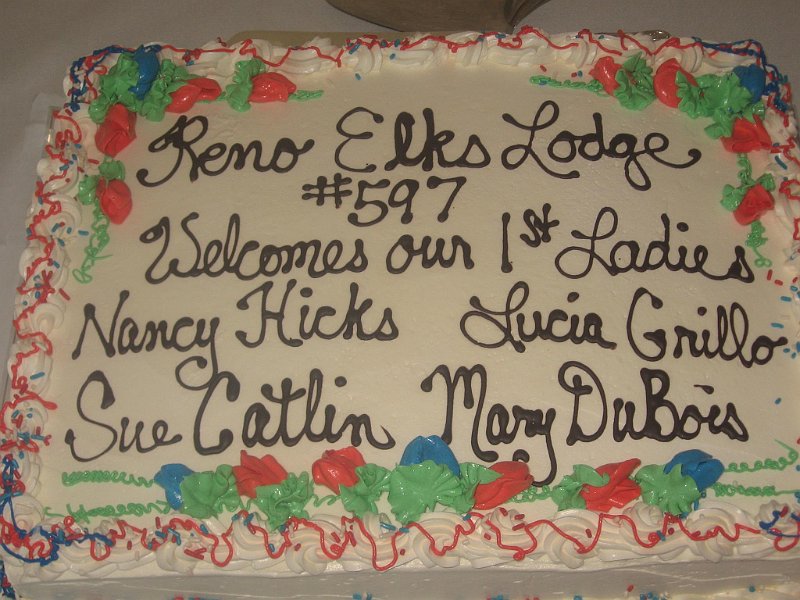 Reno Elks Lodge
#597
Welcomes our 1st Ladies
Nancy Hicks Lucia Grillo
Sue Catlin Mary DuBois